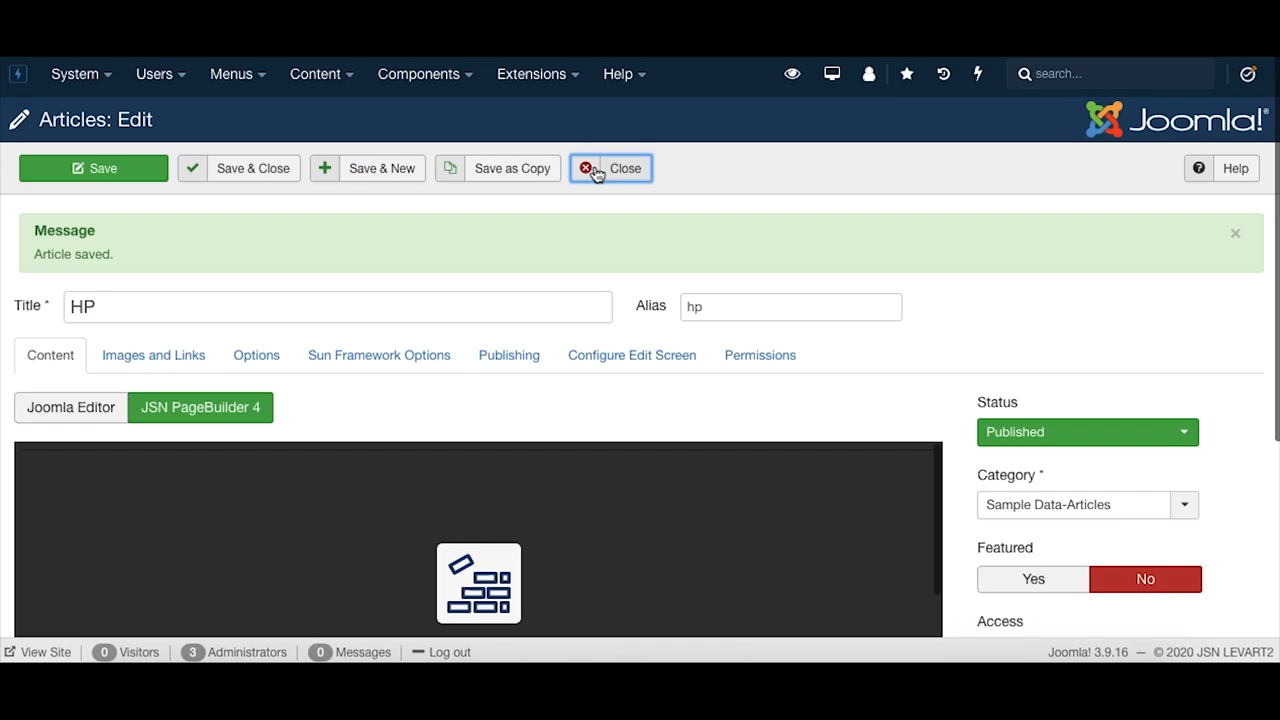 System Users Menus Content Components Extensions Help search...
Articles: Edit Joomla!®
Save Save & Close Save & New Save as Copy Close Help
Message
Article saved. ×
Title * HP Alias hp
Content Images and Links Options Sun Framework Options Publishing Configure Edit Screen Permissions
Joomla Editor JSN PageBuilder 4
Status
Published
Category *
Sample Data-Articles
Featured
Yes No
Access
View Site 0 Visitors 3 Administrators 0 Messages Log out Joomla! 3.9.16 — © 2020 JSN LEVART2